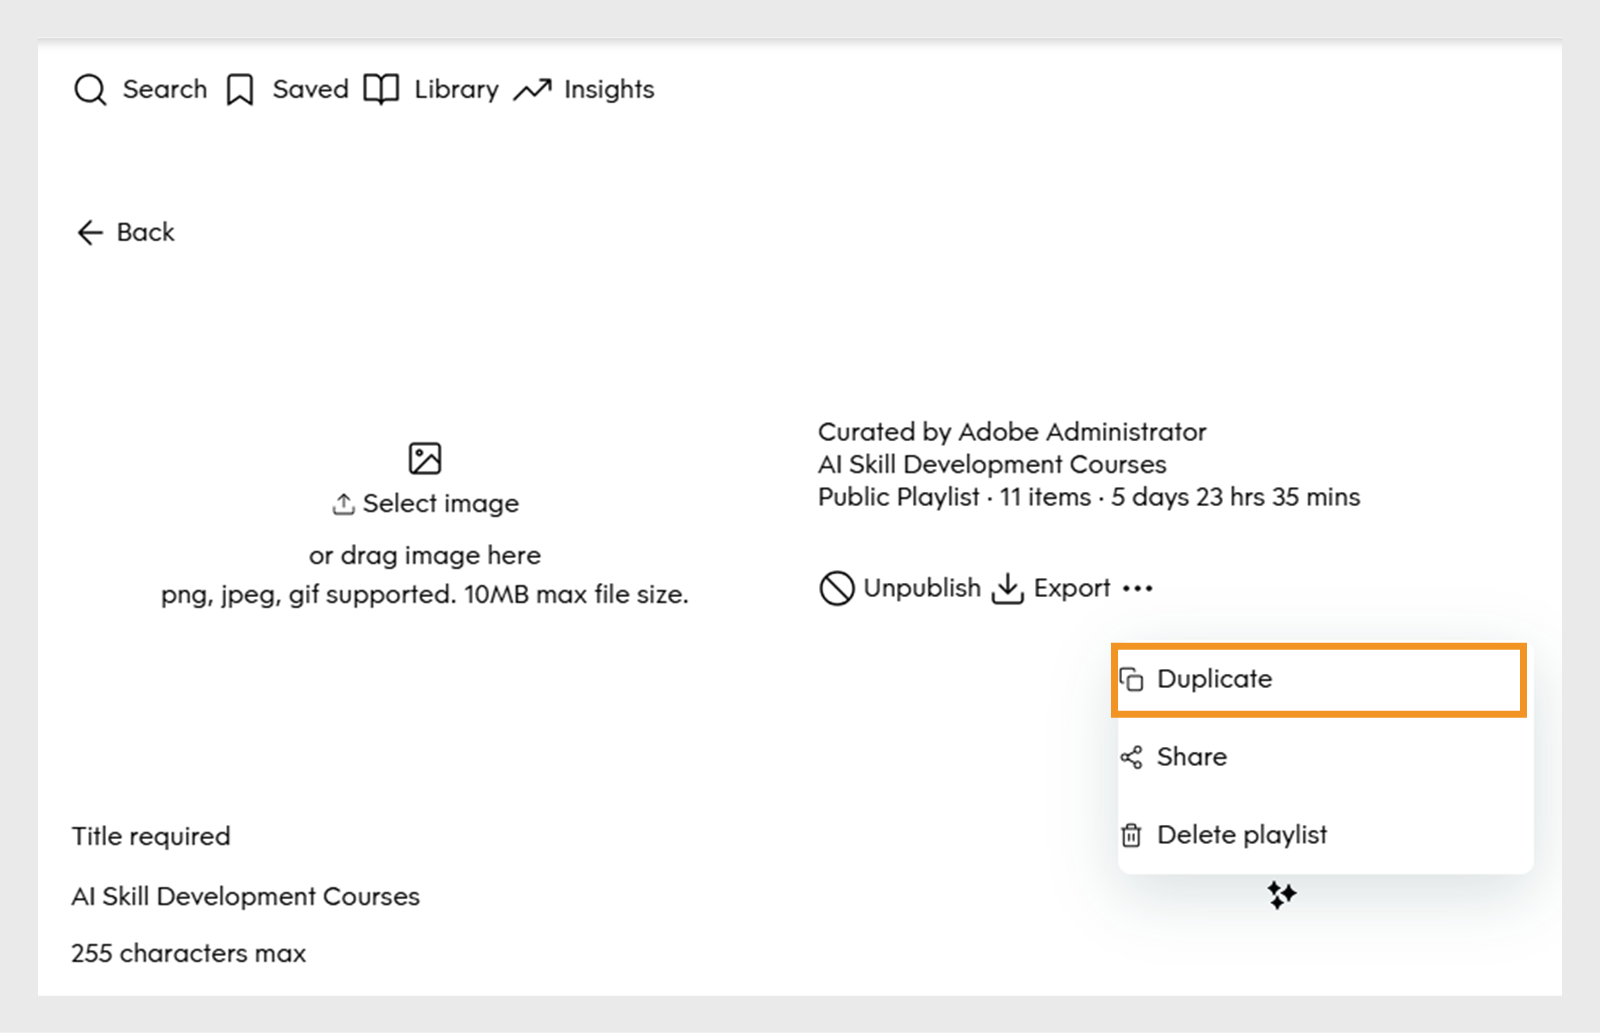 Search Saved Library Insights
Back
Select image
or drag image here
png, jpeg, gif supported. 10MB max file size.
Curated by Adobe Administrator
AI Skill Development Courses
Public Playlist · 11 items · 5 days 23 hrs 35 mins
Unpublish Export ···
Duplicate
Share
Delete playlist
Title required
AI Skill Development Courses
255 characters max